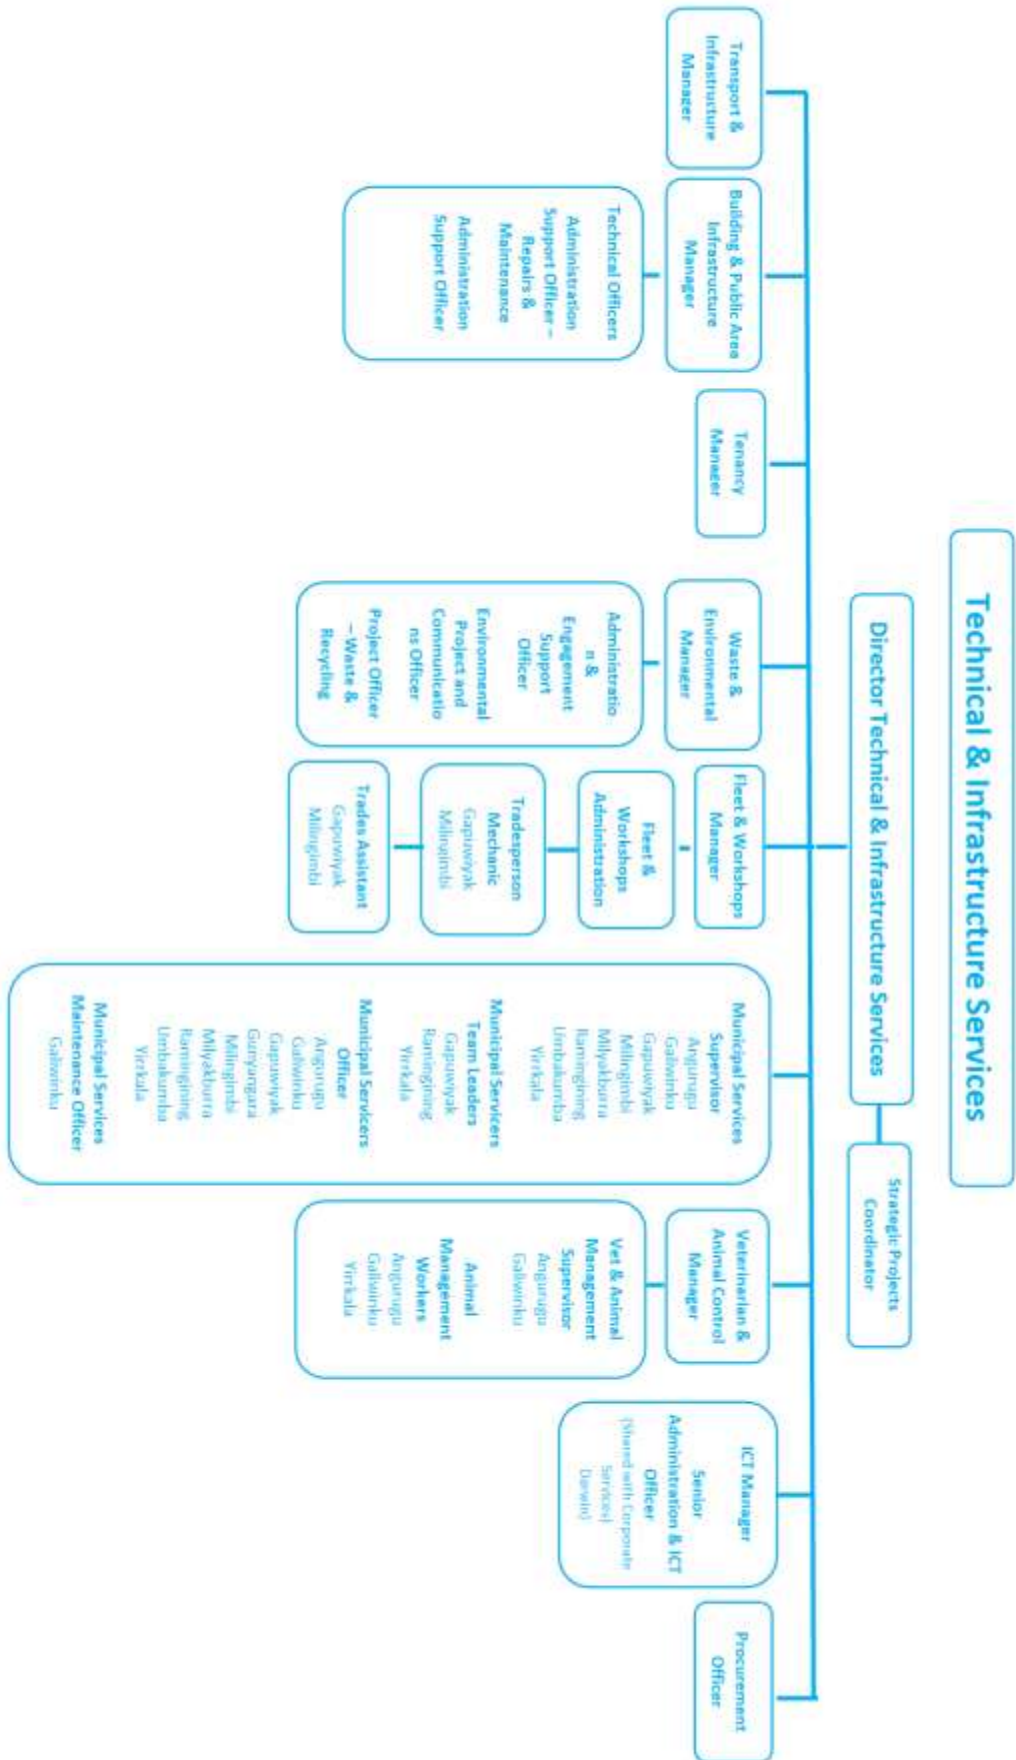 Technical & Infrastructure Services
Director Technical & Infrastructure Services
Strategic Projects
Coordinator
Transport &
Infrastructure
Manager
Building & Public Area
Infrastructure
Manager
Technical Officers
Administration
Support Officer –
Repairs &
Maintenance
Administration
Support Officer
Tenancy
Manager
Waste &
Environmental
Manager
Administratio
n &
Engagement
Support
Officer
Environmental
Project and
Communicatio
ns Officer
Project Officer
– Waste &
Recycling
Fleet & Workshops
Manager
Fleet &
Workshops
Administration
Tradesperson
Mechanic
Gapuwiyak
Milingimbi
Trades Assistant
Gapuwiyak
Milingimbi
Municipal Services
Supervisor
Angurugu
Galiwinku
Gapuwiyak
Milingimbi
Milyakburra
Ramingining
Umbakumba
Yirrkala
Municipal Servicers
Team Leaders
Gapuwiyak
Ramingining
Yirrkala
Municipal Servicers
Officer
Angurugu
Galiwinku
Gapuwiyak
Gunyangara
Milingimbi
Milyakburra
Ramingining
Umbakumba
Yirrkala
Municipal Services
Maintenance Officer
Galiwinku
Veterinarian &
Animal Control
Manager
Vet & Animal
Management
Supervisor
Angurugu
Galiwinku
Animal
Management
Workers
Angurugu
Galiwinku
Yirrkala
ICT Manager
Senior
Administration & ICT
Officer
(Shared with Corporate
Services)
Darwin)
Procurement
Officer